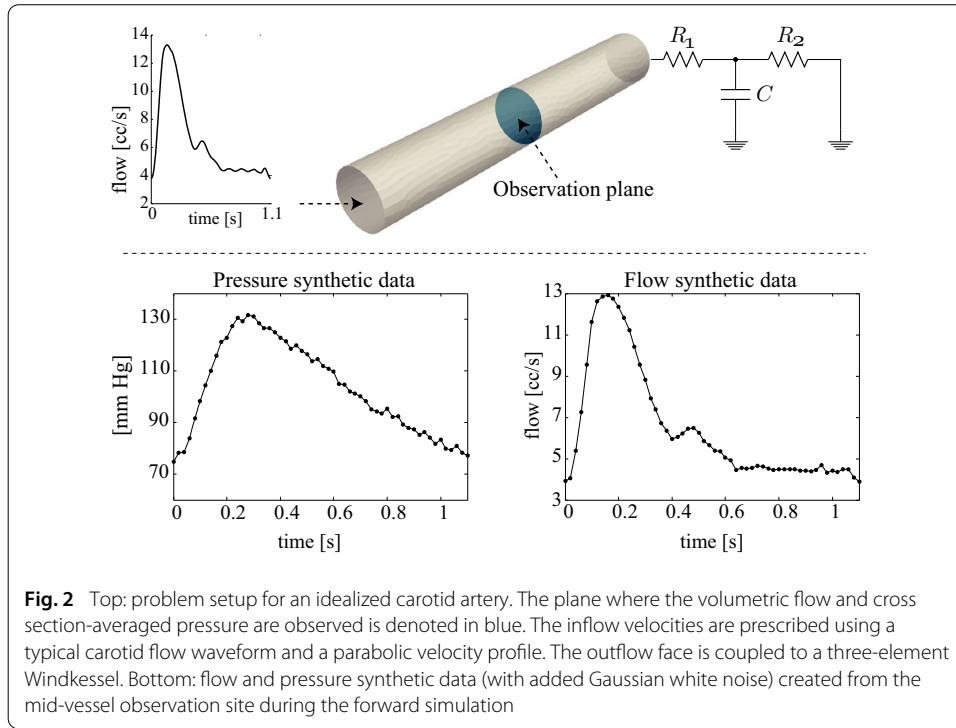 14
12
10
8
6
4
2
flow [cc/s]
0
time [s]
1.1
Observation plane
R₁
R₂
C
Pressure synthetic data
130
110
90
70
[mm Hg]
0 0.2 0.4 0.6 0.8 1
time [s]
Flow synthetic data
13
11
9
7
5
3
flow [cc/s]
0 0.2 0.4 0.6 0.8 1
time [s]
Fig. 2 Top: problem setup for an idealized carotid artery. The plane where the volumetric flow and cross
section-averaged pressure are observed is denoted in blue. The inflow velocities are prescribed using a
typical carotid flow waveform and a parabolic velocity profile. The outflow face is coupled to a three-element
Windkessel. Bottom: flow and pressure synthetic data (with added Gaussian white noise) created from the
mid-vessel observation site during the forward simulation